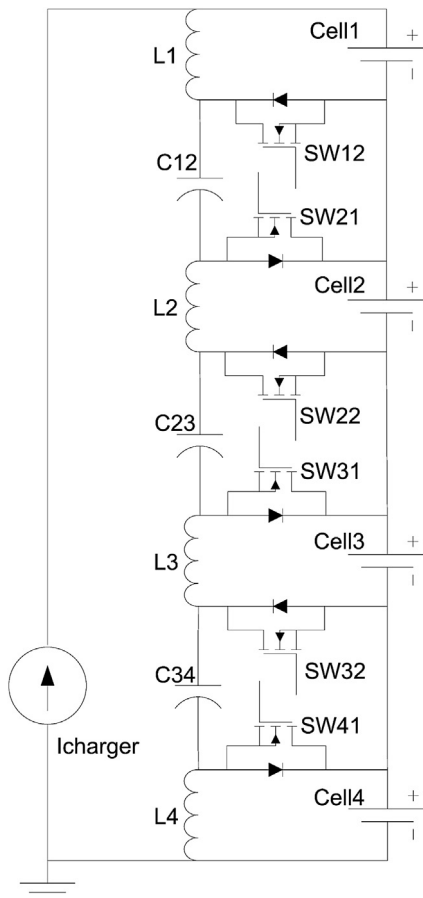 L1
Cell1
+
C12
SW12
SW21
L2
Cell2
+
C23
SW22
SW31
L3
Cell3
+
C34
SW32
SW41
Icharger
L4
Cell4
+